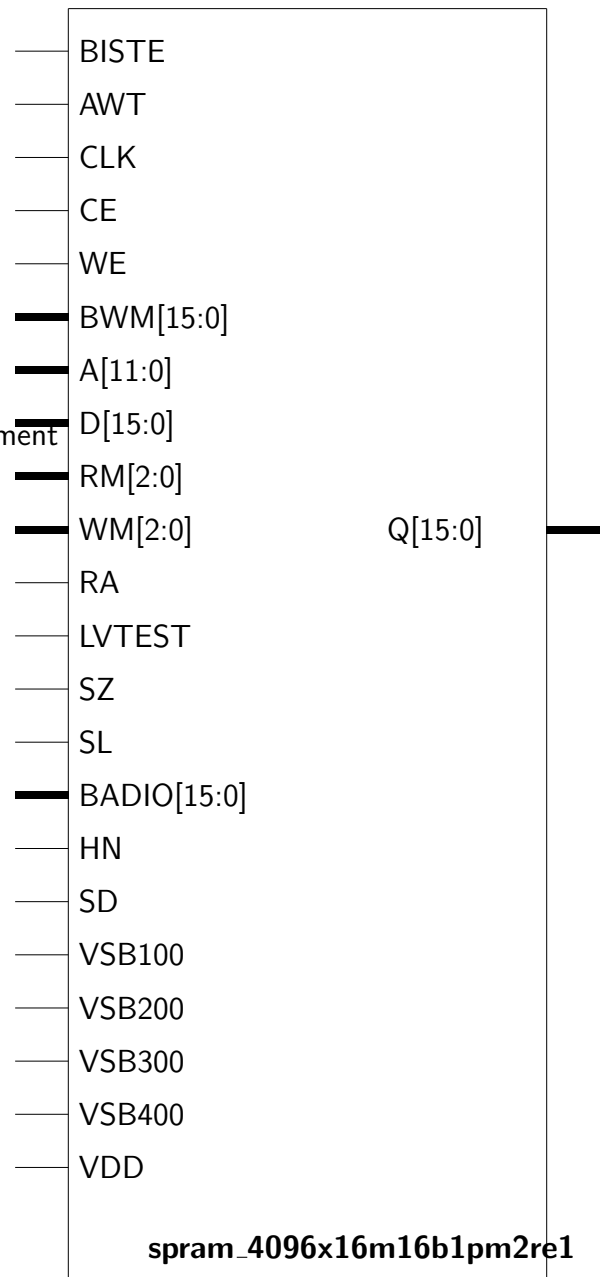 BISTE
AWT
CLK
CE
WE
BWM[15:0]
A[11:0]
D[15:0]
RM[2:0]
WM[2:0] Q[15:0]
RA
LVTEST
SZ
SL
BADIO[15:0]
HN
SD
VSB100
VSB200
VSB300
VSB400
VDD
spram_4096x16m16b1pm2re1